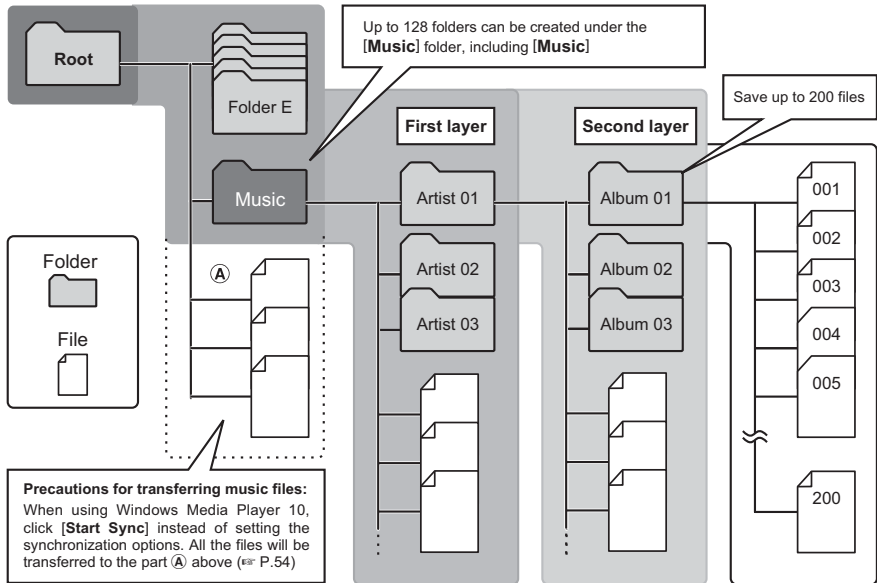 Root
Folder E
Up to 128 folders can be created under the
[Music] folder, including [Music]
First layer
Second layer
Save up to 200 files
Music
Artist 01
Album 01
001
002
Folder
Ⓐ
Artist 02
Album 02
003
File
Artist 03
Album 03
004
005
200
Precautions for transferring music files:
When using Windows Media Player 10,
click [Start Sync] instead of setting the
synchronization options. All the files will be
transferred to the part Ⓐ above (☞ P.54)